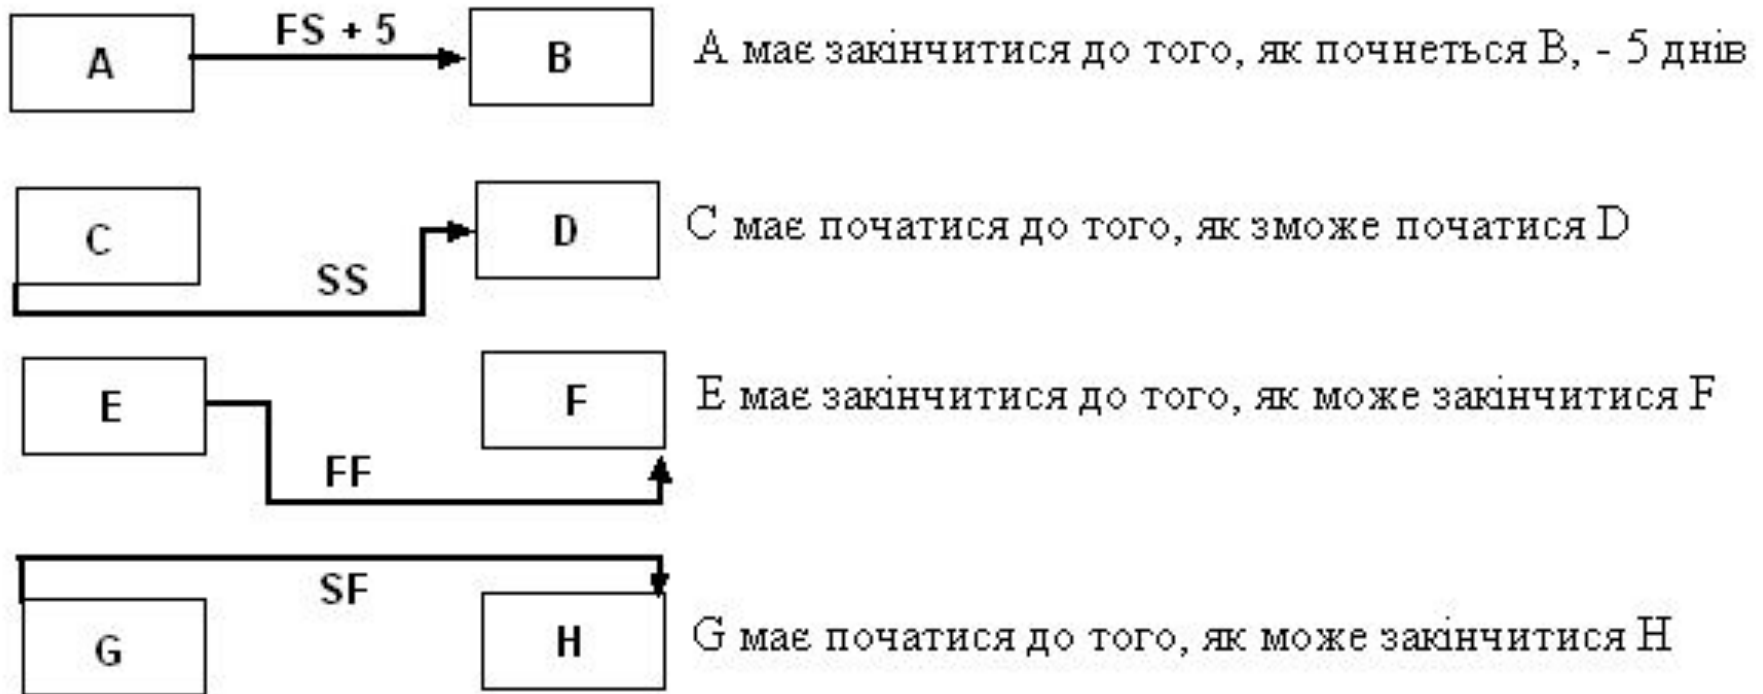 A FS + 5 B А має закінчитися до того, як почнеться В, - 5 днів
C SS D С має початися до того, як зможе початися D
E FF F Е має закінчитися до того, як може закінчитися F
G SF H G має початися до того, як може закінчитися H